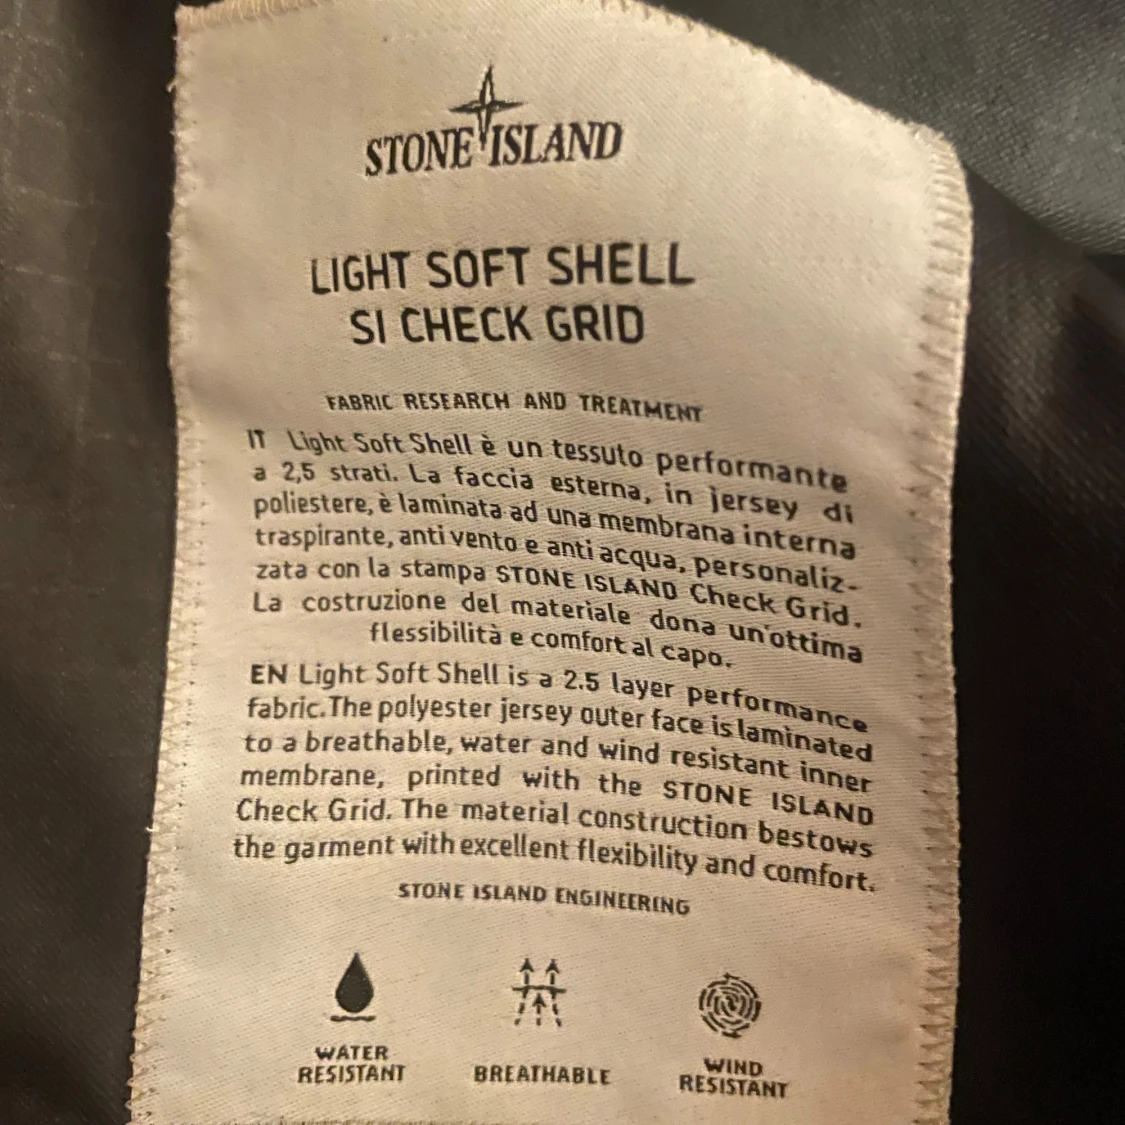 STONE ISLAND
LIGHT SOFT SHELL
SI CHECK GRID
FABRIC RESEARCH AND TREATMENT
IT Light Soft Shell è un tessuto performante
a 2,5 strati. La faccia esterna, in jersey di
poliestere, è laminata ad una membrana interna
traspirante, anti vento e anti acqua, personaliz-
zata con la stampa STONE ISLAND Check Grid.
La costruzione del materiale dona un'ottima
flessibilità e comfort al capo.
EN Light Soft Shell is a 2.5 layer performance
fabric. The polyester jersey outer face is laminated
to a breathable, water and wind resistant inner
membrane, printed with the STONE ISLAND
Check Grid. The material construction bestows
the garment with excellent flexibility and comfort.
STONE ISLAND ENGINEERING
WATER
RESISTANT
BREATHABLE
WIND
RESISTANT